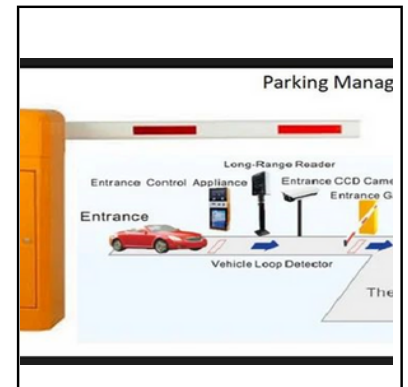 Parking Manag
Long-Range Reader
Entrance Control Appliance
Entrance CCD Came
Entrance G
Entrance
Vehicle Loop Detector
The